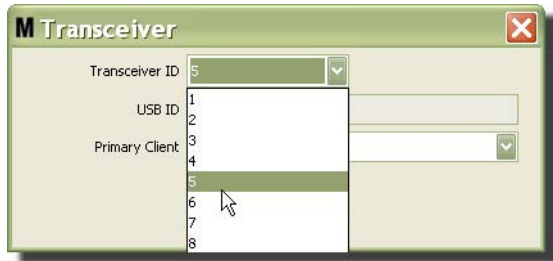 M Transceiver
Transceiver ID 5
1
USB ID
2
Primary Client 3
4
5
6
7
8